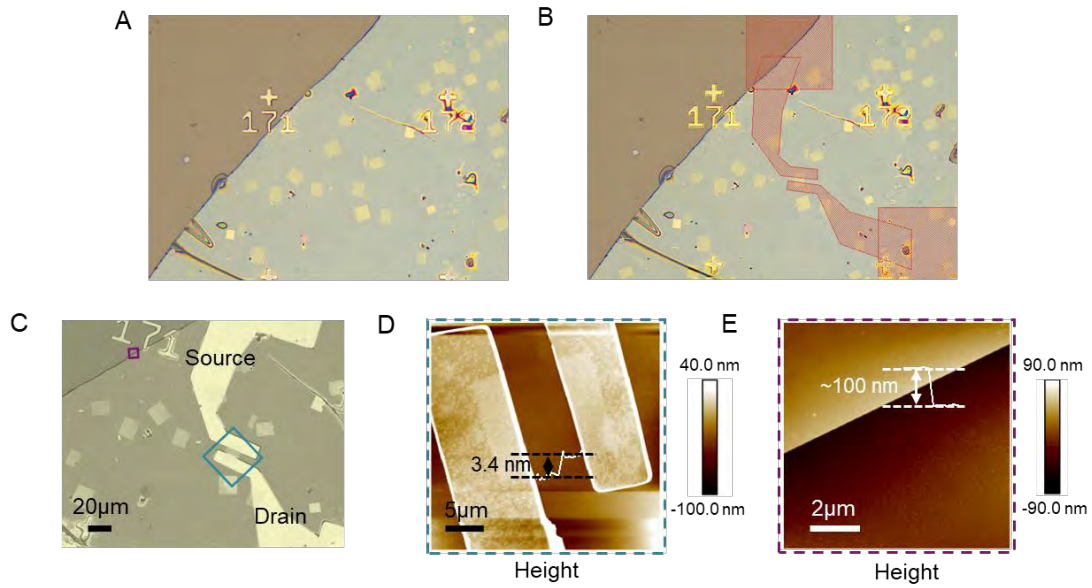 A
B
171
172
171
172
C
171
Source
Drain
20μm
D
3.4 nm
5μm
Height
40.0 nm
-100.0 nm
E
~100 nm
2μm
Height
90.0 nm
-90.0 nm